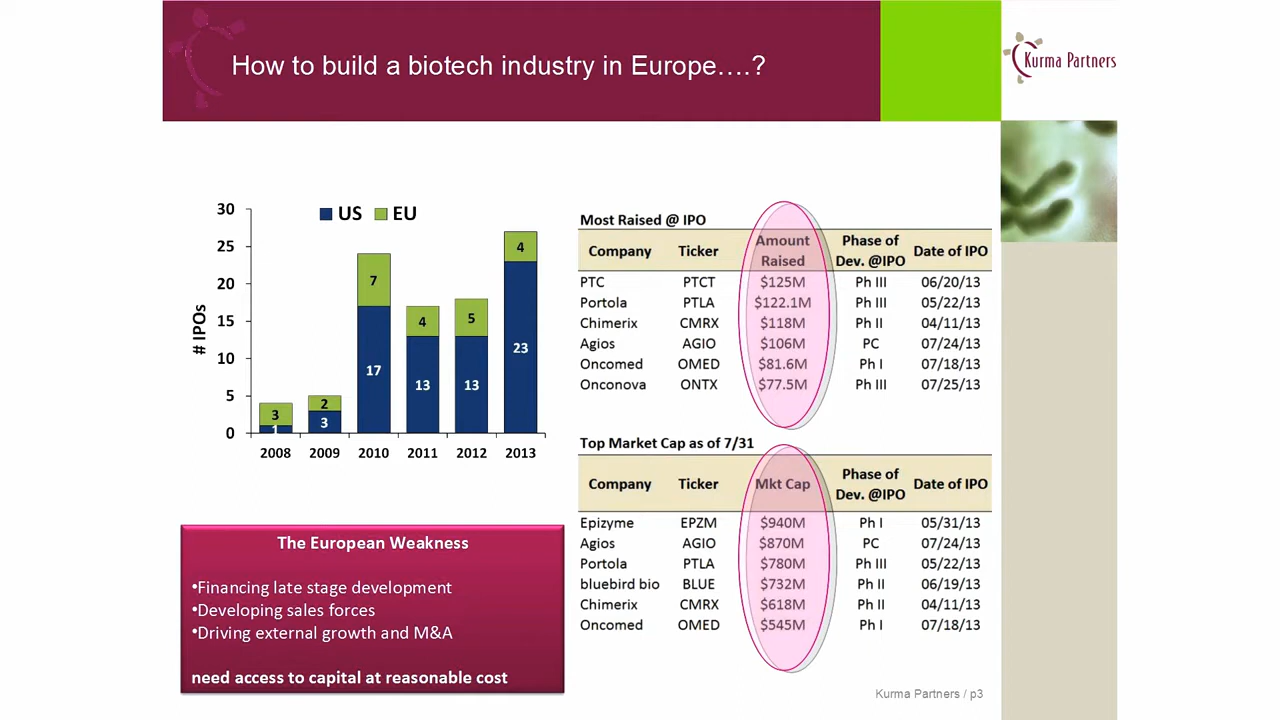 How to build a biotech industry in Europe….?
Kurma Partners
US EU
# IPOs
30
25
20
15
10
5
0
3 1
2 3
7 17
4 13
5 13
4 23
2008 2009 2010 2011 2012 2013
The European Weakness
•Financing late stage development
•Developing sales forces
•Driving external growth and M&A
need access to capital at reasonable cost
Most Raised @ IPO
Company Ticker Amount Raised Phase of Dev. @IPO Date of IPO
PTC PTCT $125M Ph III 06/20/13
Portola PTLA $122.1M Ph III 05/22/13
Chimerix CMRX $118M Ph II 04/11/13
Agios AGIO $106M PC 07/24/13
Oncomed OMED $81.6M Ph I 07/18/13
Onconova ONTX $77.5M Ph III 07/25/13
Top Market Cap as of 7/31
Company Ticker Mkt Cap Phase of Dev. @IPO Date of IPO
Epizyme EPZM $940M Ph I 05/31/13
Agios AGIO $870M PC 07/24/13
Portola PTLA $780M Ph III 05/22/13
bluebird bio BLUE $732M Ph II 06/19/13
Chimerix CMRX $618M Ph II 04/11/13
Oncomed OMED $545M Ph I 07/18/13
Kurma Partners / p3